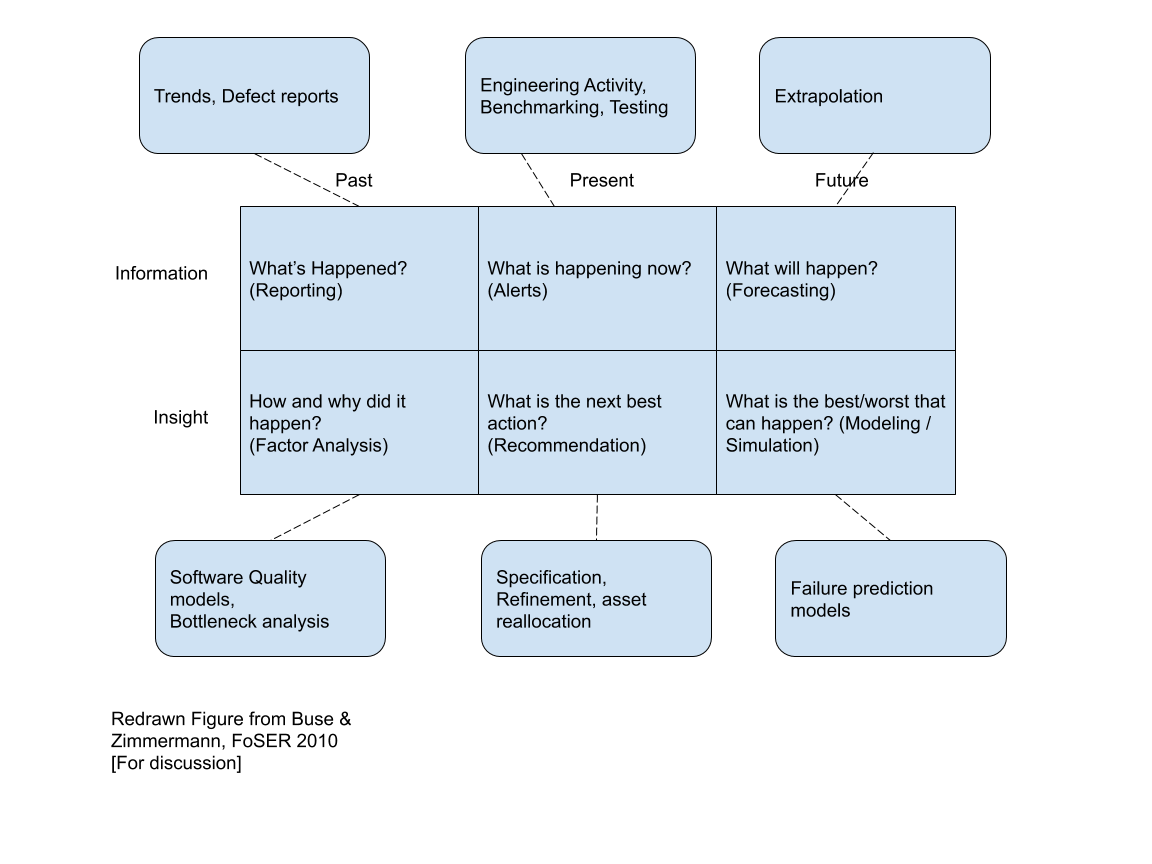 Trends, Defect reports
Engineering Activity,
Benchmarking, Testing
Extrapolation
Past
Present
Future
Information
What’s Happened?
(Reporting)
What is happening now?
(Alerts)
What will happen?
(Forecasting)
Insight
How and why did it
happen?
(Factor Analysis)
What is the next best
action?
(Recommendation)
What is the best/worst that
can happen? (Modeling /
Simulation)
Software Quality
models,
Bottleneck analysis
Specification,
Refinement, asset
reallocation
Failure prediction
models
Redrawn Figure from Buse &
Zimmermann, FoSER 2010
[For discussion]